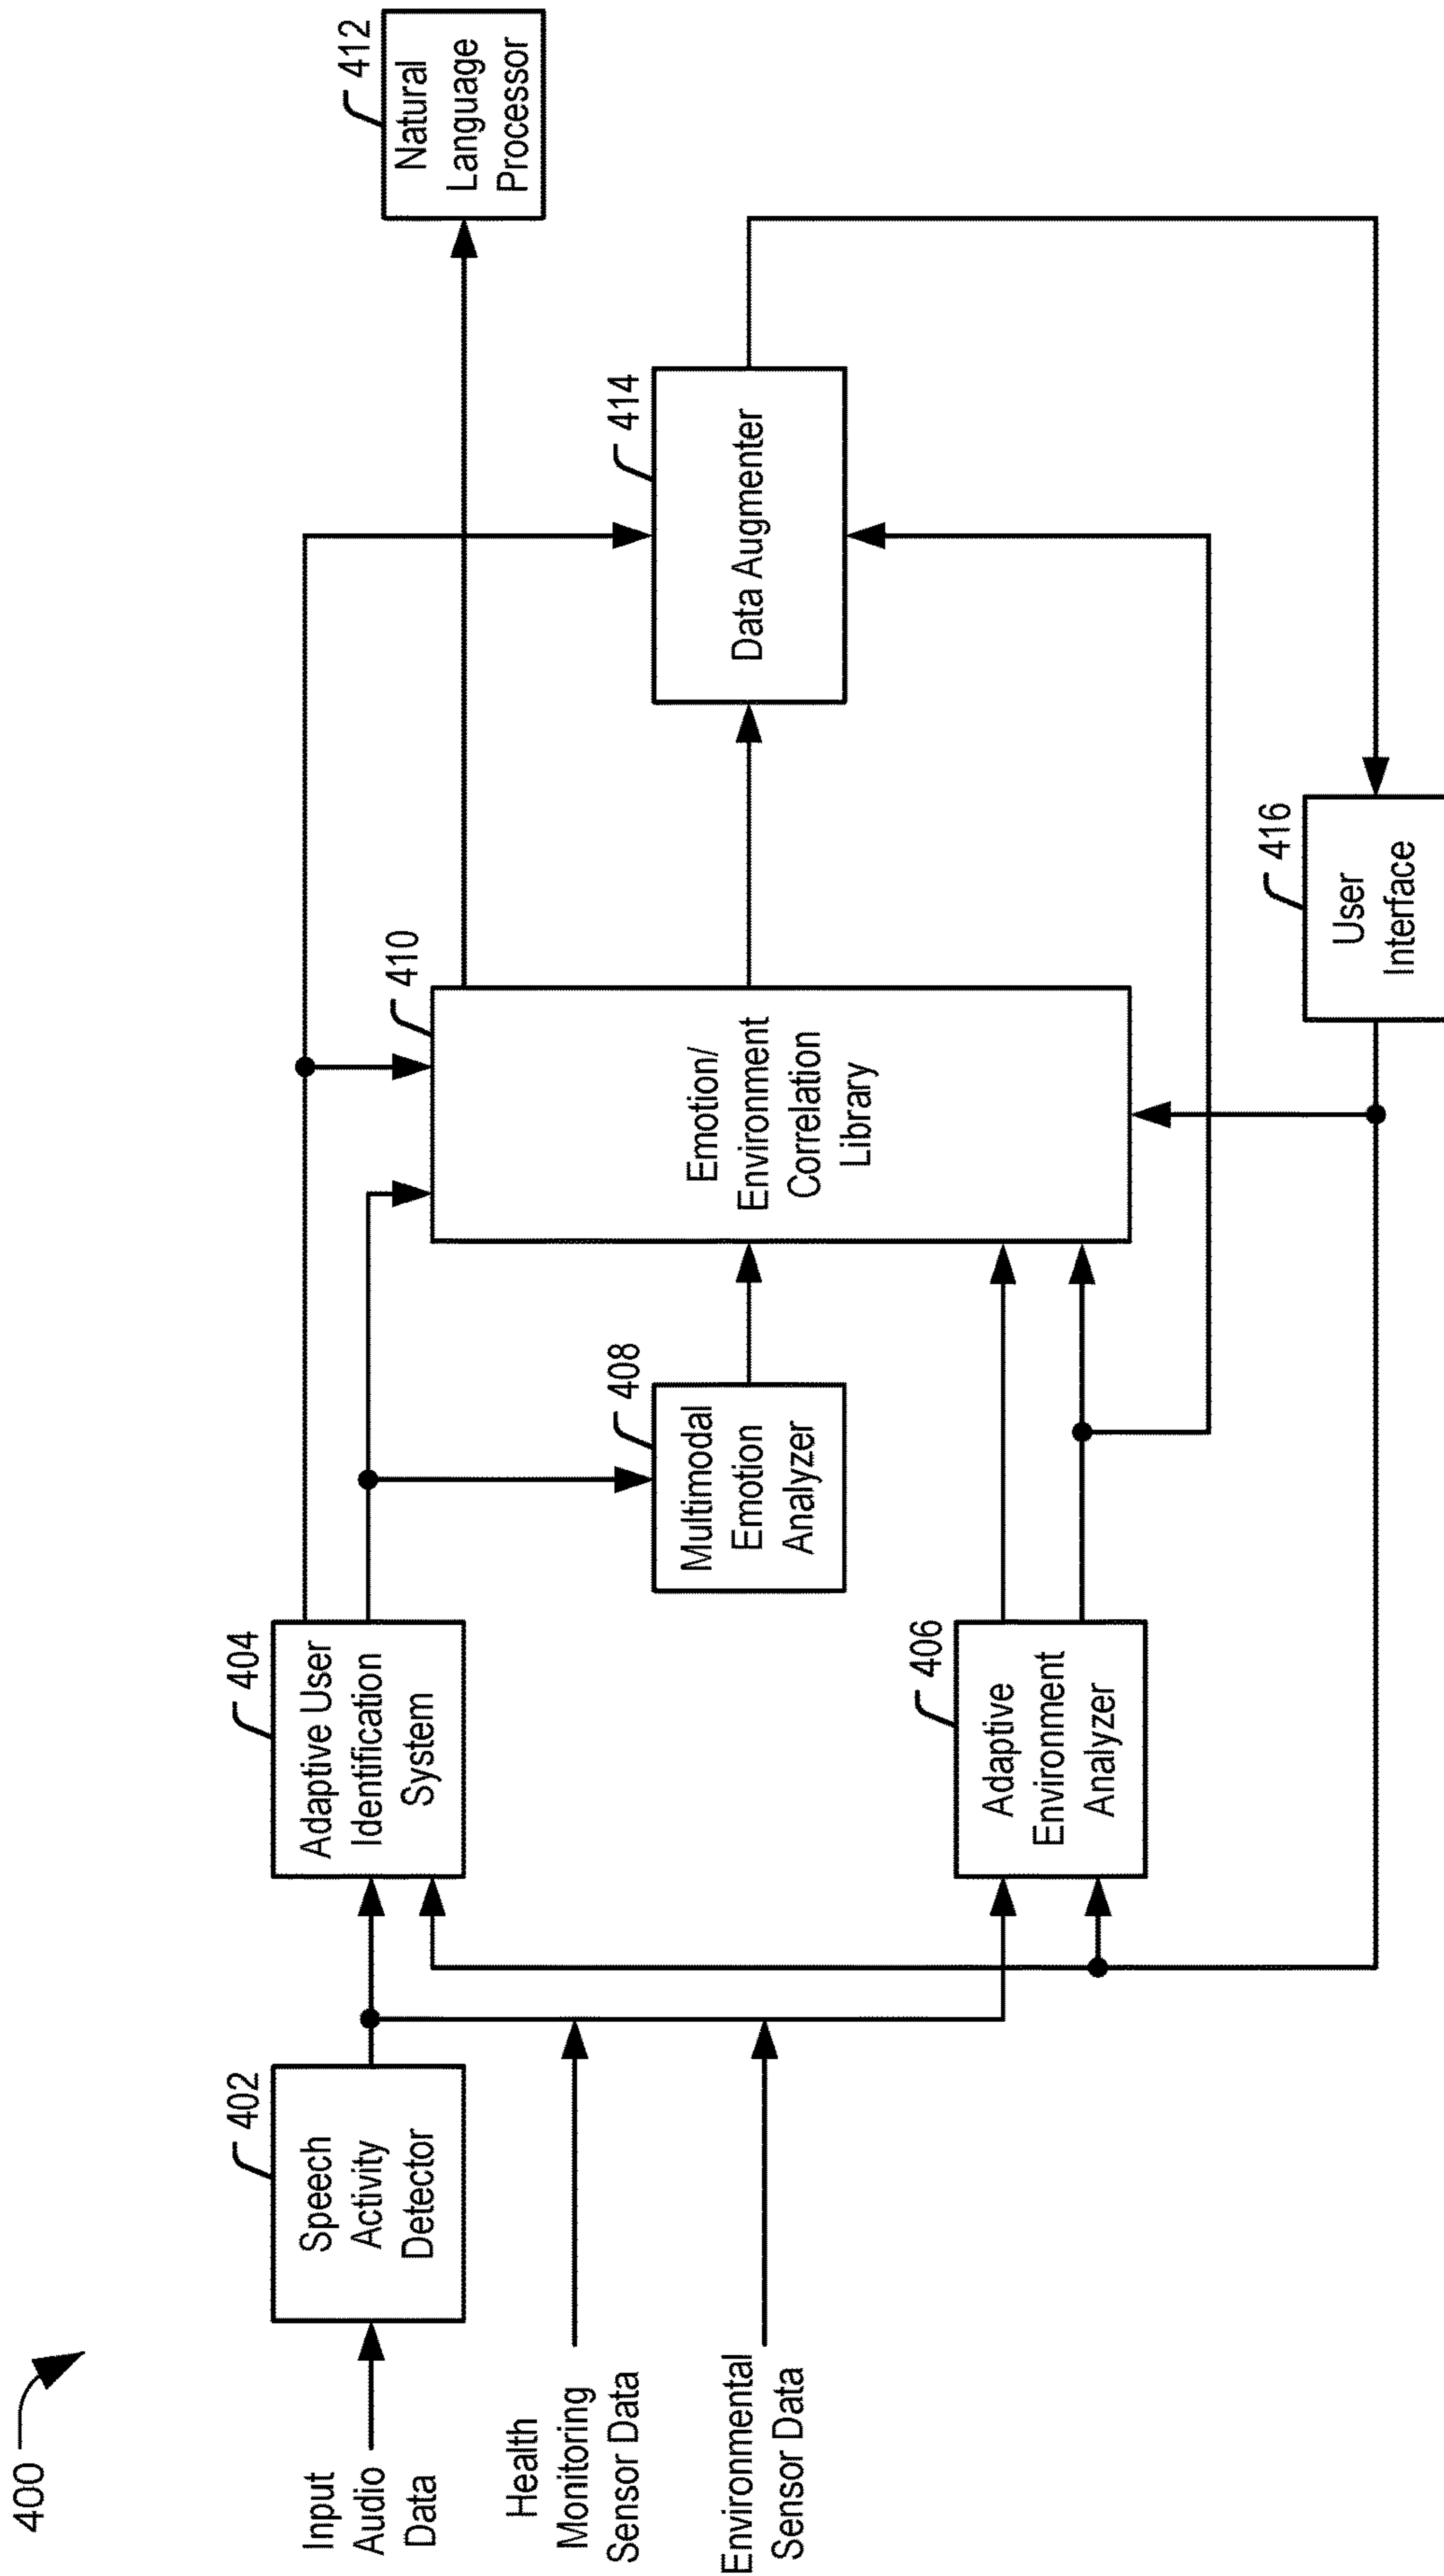 400
Input
Audio
Data
Health
Monitoring
Sensor Data
Environmental
Sensor Data
402
Speech
Activity
Detector
404
Adaptive User
Identification
System
406
Adaptive
Environment
Analyzer
408
Multimodal
Emotion
Analyzer
410
Emotion/
Environment
Correlation
Library
412
Natural
Language
Processor
414
Data Augmenter
416
User
Interface